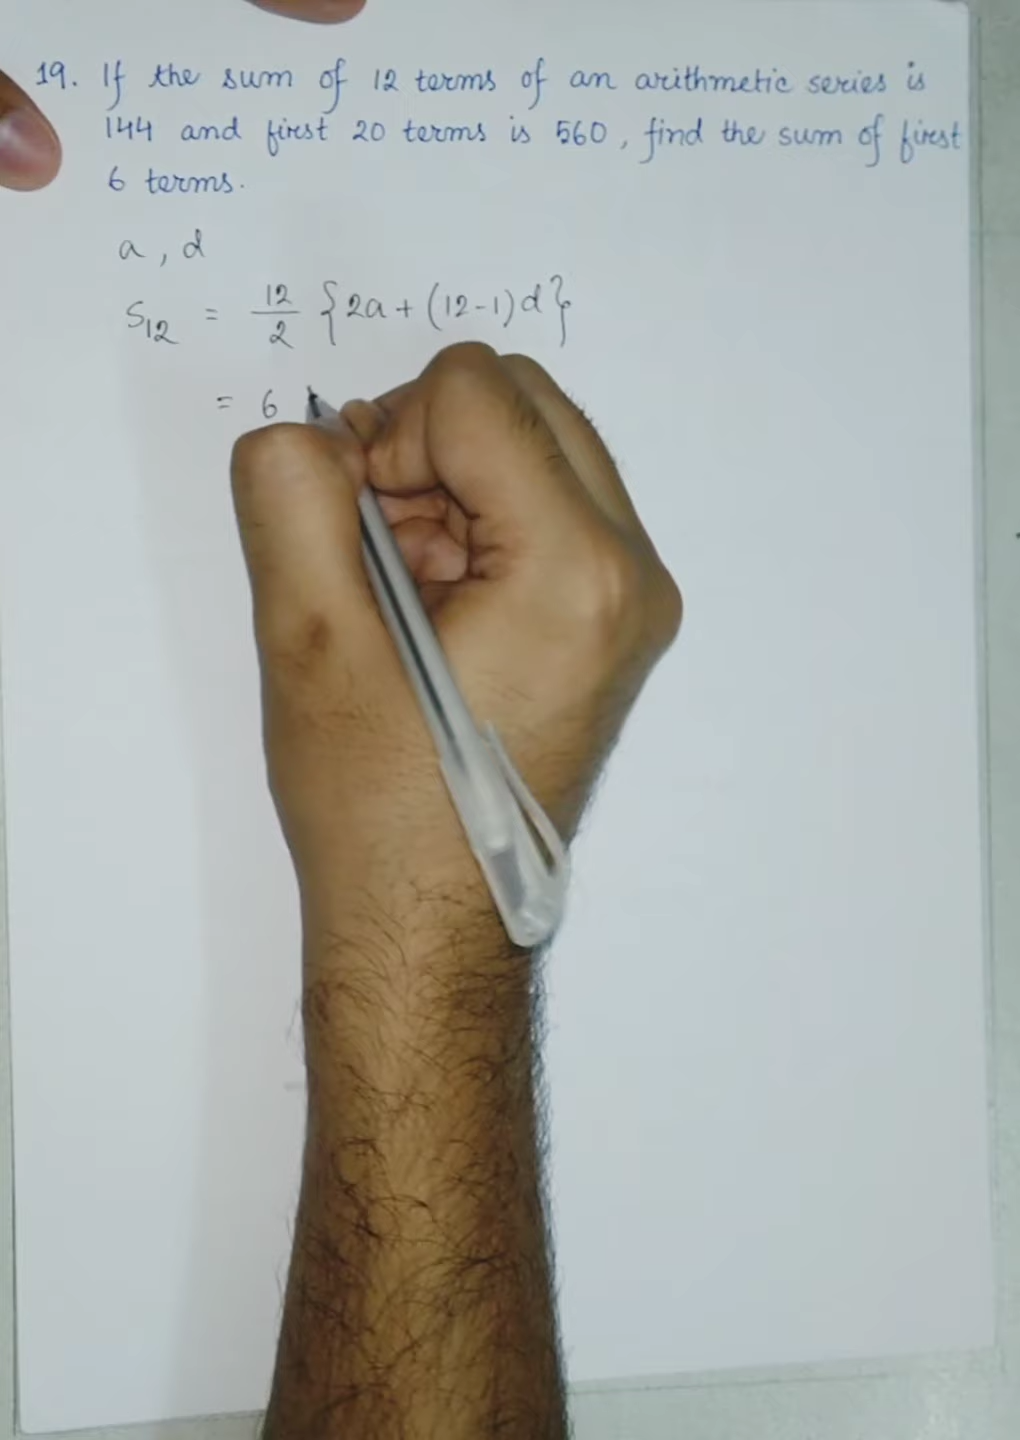 19. If the sum of 12 terms of an arithmetic series is
144 and first 20 terms is 560, find the sum of first
6 terms.
a, d
S₁₂ = 12/2 {2a + (12-1)d}
= 6